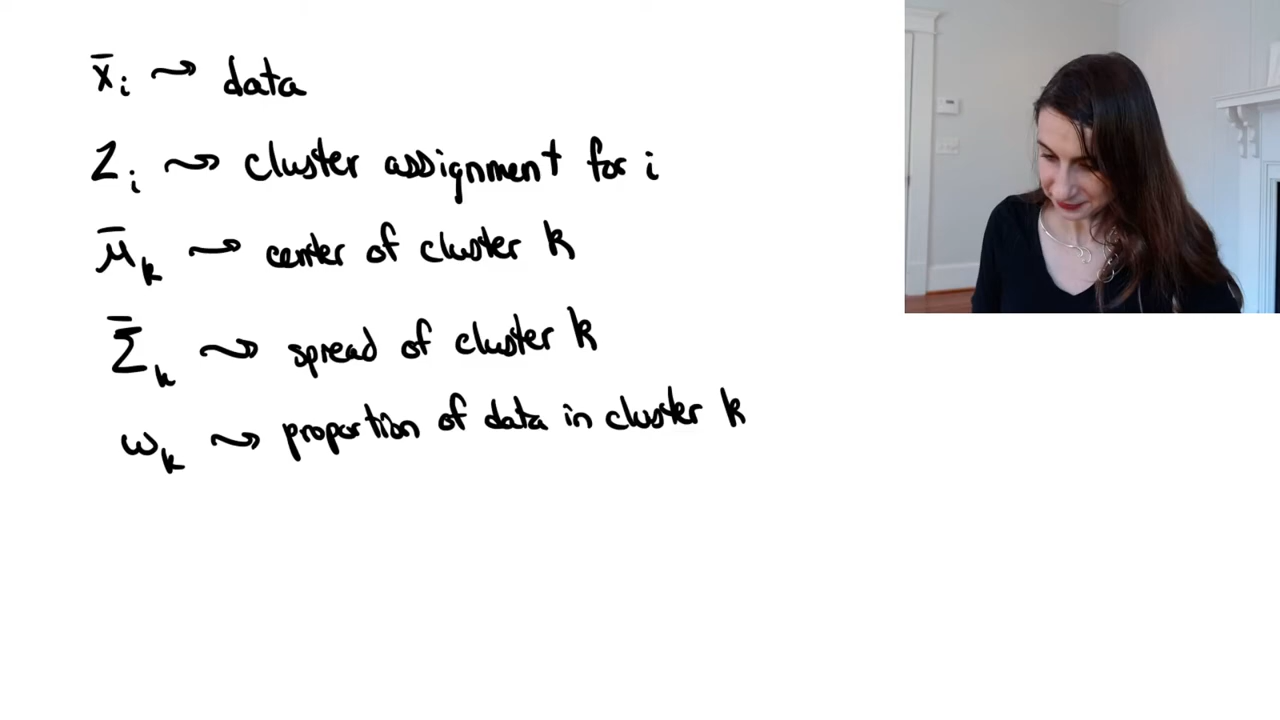 x̄ᵢ ⤳ data
zᵢ ⤳ cluster assignment for i
μ̄ₖ ⤳ center of cluster k
Σ̄ₖ ⤳ spread of cluster k
ωₖ ⤳ proportion of data in cluster k